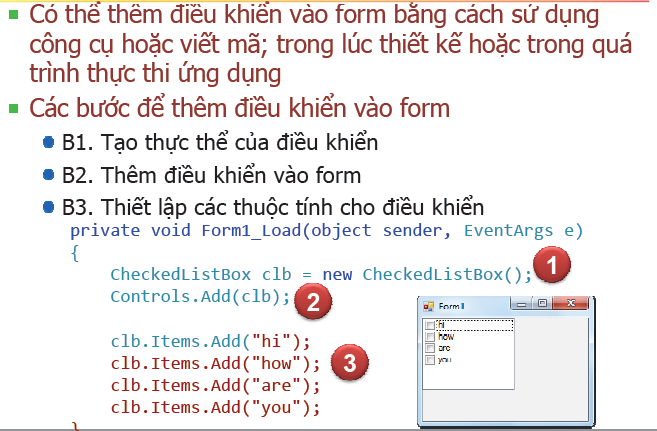 Có thể thêm điều khiển vào form bằng cách sử dụng
công cụ hoặc viết mã; trong lúc thiết kế hoặc trong quá
trình thực thi ứng dụng
Các bước để thêm điều khiển vào form
B1. Tạo thực thể của điều khiển
B2. Thêm điều khiển vào form
B3. Thiết lập các thuộc tính cho điều khiển
private void Form1_Load(object sender, EventArgs e)
{
CheckedListBox clb = new CheckedListBox(); 1
Controls.Add(clb); 2
clb.Items.Add("hi");
clb.Items.Add("how"); 3
clb.Items.Add("are");
clb.Items.Add("you");
}
Form1
hi
how
are
you